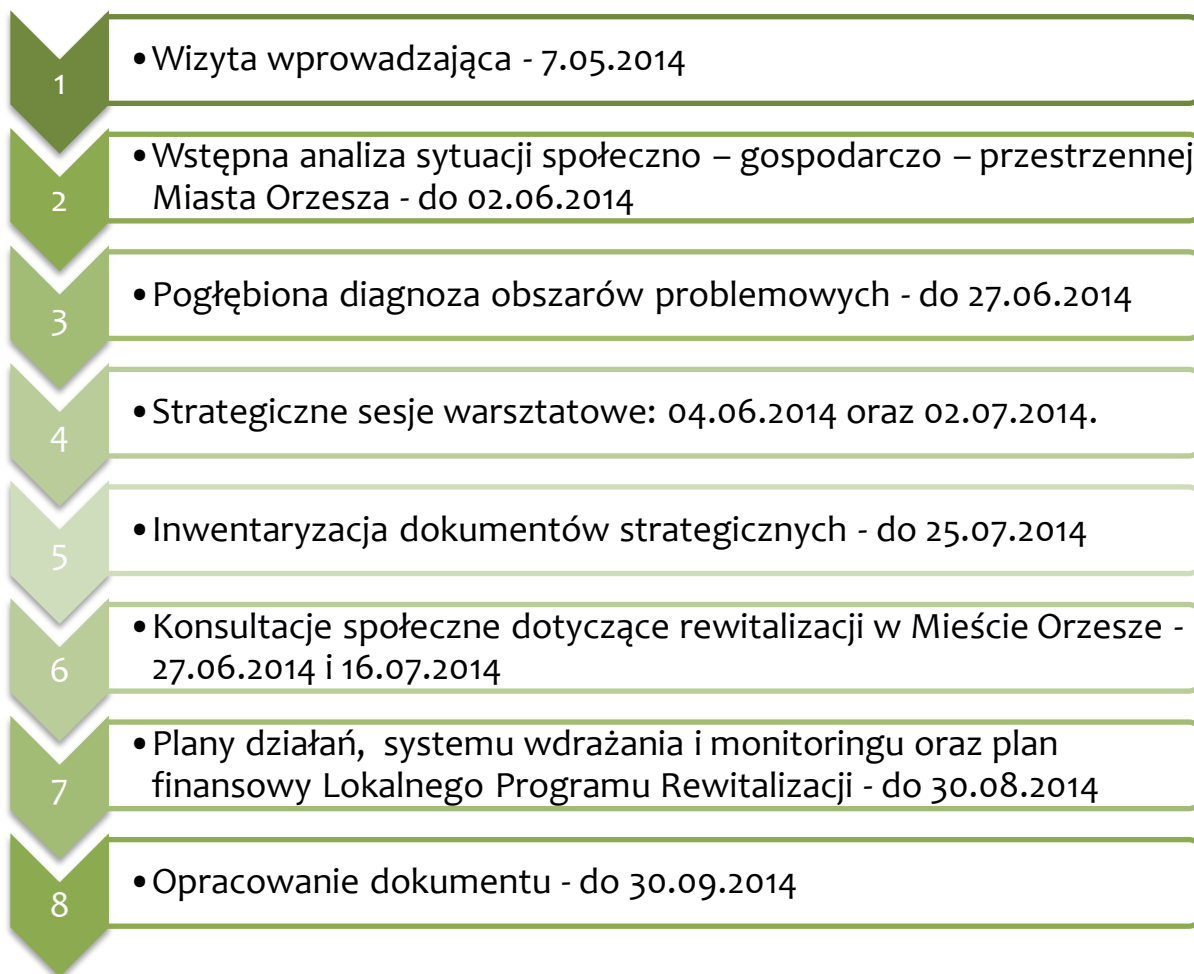 1
•Wizyta wprowadzająca - 7.05.2014
2
•Wstępna analiza sytuacji społeczno – gospodarczo – przestrzennej
Miasta Orzesza - do 02.06.2014
3
•Pogłębiona diagnoza obszarów problemowych - do 27.06.2014
4
•Strategiczne sesje warsztatowe: 04.06.2014 oraz 02.07.2014.
5
•Inwentaryzacja dokumentów strategicznych - do 25.07.2014
6
•Konsultacje społeczne dotyczące rewitalizacji w Mieście Orzesze -
27.06.2014 i 16.07.2014
7
•Plany działań,  systemu wdrażania i monitoringu oraz plan
finansowy Lokalnego Programu Rewitalizacji - do 30.08.2014
8
•Opracowanie dokumentu - do 30.09.2014